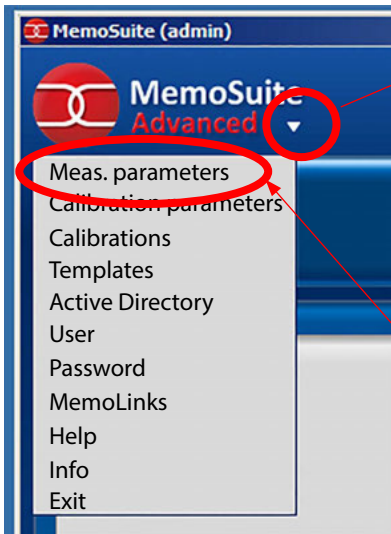 MemoSuite (admin)
MemoSuite
Advanced
Meas. parameters
Calibration parameters
Calibrations
Templates
Active Directory
User
Password
MemoLinks
Help
Info
Exit